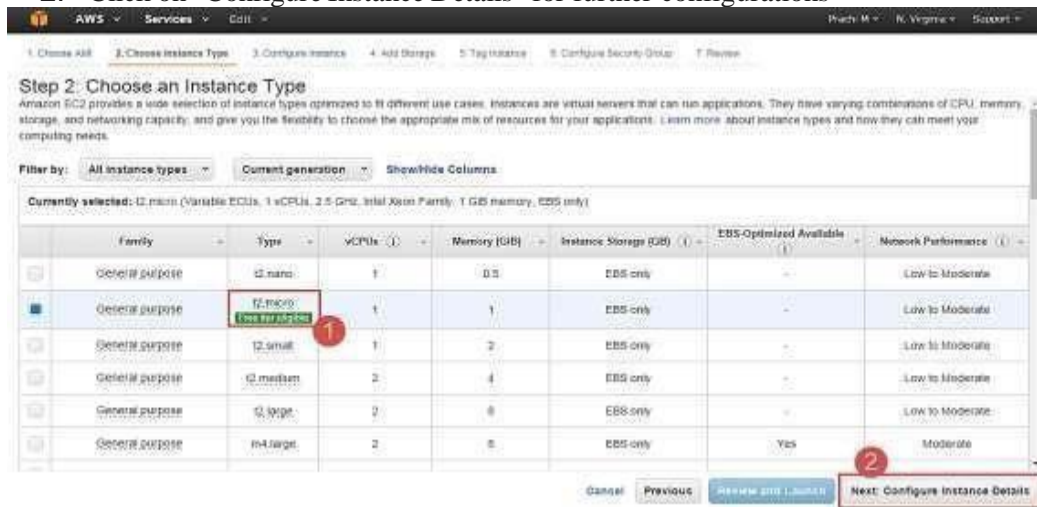 2. Click on "Configure Instance Details" for further configurations
AWS Services Edit Prachi M N. Virginia Support
1. Choose AMI 2. Choose Instance Type 3. Configure Instance 4. Add Storage 5. Tag Instance 6. Configure Security Group 7. Review
Step 2: Choose an Instance Type
Amazon EC2 provides a wide selection of instance types optimized to fit different use cases. Instances are virtual servers that can run applications. They have varying combinations of CPU, memory,
storage, and networking capacity, and give you the flexibility to choose the appropriate mix of resources for your applications. Learn more about instance types and how they can meet your
computing needs.
Filter by: All instance types Current generation Show/Hide Columns
Currently selected: t2.micro (Variable ECUs, 1 vCPUs, 2.5 GHz, Intel Xeon Family, 1 GiB memory, EBS only)
Family Type vCPUs Memory (GiB) Instance Storage (GB) EBS-Optimized Available Network Performance
General purpose t2.nano 1 0.5 EBS only - Low to Moderate
General purpose t2.micro 1 1 EBS only - Low to Moderate
Free tier eligible
1
General purpose t2.small 1 2 EBS only - Low to Moderate
General purpose t2.medium 2 4 EBS only - Low to Moderate
General purpose t2.large 2 8 EBS only - Low to Moderate
General purpose m4.large 2 8 EBS only Yes Moderate
2
Cancel Previous Review and Launch Next: Configure Instance Details